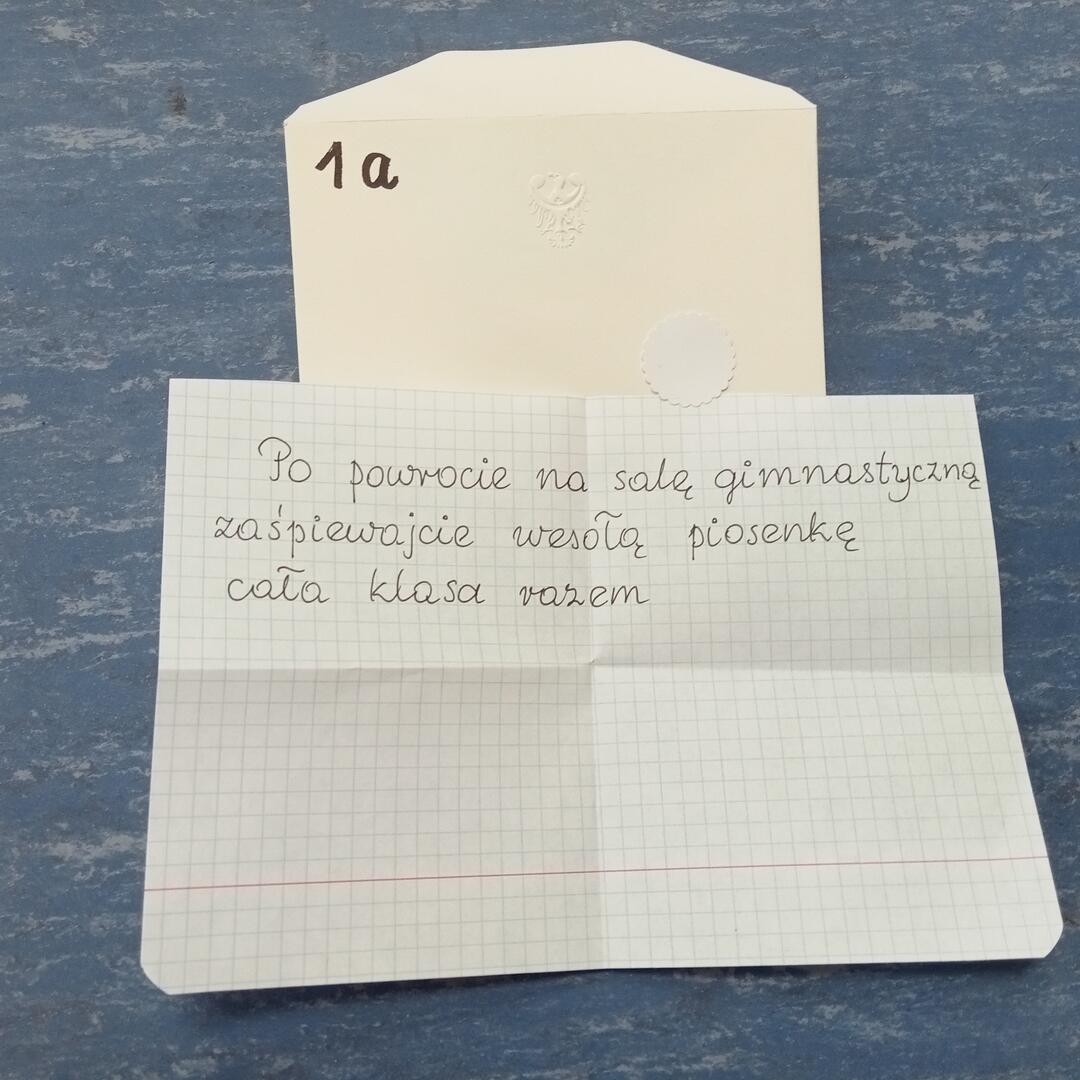 1a
Po powrocie na salę gimnastyczną
zaśpiewajcie wesołą piosenkę
cała klasa razem